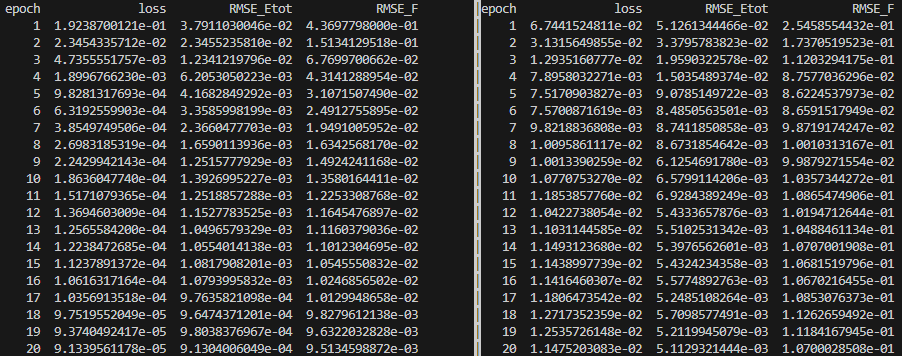 epoch loss RMSE_Etot RMSE_F
1 1.9238700121e-01 3.7911030046e-02 4.3697798000e-01
2 2.3454335712e-02 2.3455235810e-02 1.5134129518e-01
3 4.7355551757e-03 1.2341219796e-02 6.7699700662e-02
4 1.8996766230e-03 6.2053050223e-03 4.3141288954e-02
5 9.8281317693e-04 4.1682849292e-03 3.1071507490e-02
6 6.3192559903e-04 3.3585998199e-03 2.4912755895e-02
7 3.8549749506e-04 2.3660477703e-03 1.9491005952e-02
8 2.6983185319e-04 1.6590113936e-03 1.6342568170e-02
9 2.2429942143e-04 1.2515777929e-03 1.4924241168e-02
10 1.8636047740e-04 1.3926995227e-03 1.3580164411e-02
11 1.5171079365e-04 1.2518857288e-03 1.2253308768e-02
12 1.3694603009e-04 1.1527783525e-03 1.1645476897e-02
13 1.2565584200e-04 1.0496579329e-03 1.1160379036e-02
14 1.2238472685e-04 1.0554014138e-03 1.1012304695e-02
15 1.1237891372e-04 1.0817908201e-03 1.0545550832e-02
16 1.0616317164e-04 1.0793995832e-03 1.0246856502e-02
17 1.0356913518e-04 9.7635821098e-04 1.0129948658e-02
18 9.7519552049e-05 9.6474371201e-04 9.8279612138e-03
19 9.3740492417e-05 9.8038376967e-04 9.6322032828e-03
20 9.1339561178e-05 9.1304006049e-04 9.5134598872e-03
epoch loss RMSE_Etot RMSE_F
1 6.7441524811e-02 5.1261344466e-02 2.5458554432e-01
2 3.1315649855e-02 3.3795783823e-02 1.7370519523e-01
3 1.2935160777e-02 1.9590322578e-02 1.1203294175e-01
4 7.8958032271e-03 1.5035489374e-02 8.7577036296e-02
5 7.5170903827e-03 9.0785149722e-03 8.6224537973e-02
6 7.5700871619e-03 8.4850563501e-03 8.6591517949e-02
7 9.8218836808e-03 8.7411850858e-03 9.8719174247e-02
8 1.0095861117e-02 8.6731854642e-03 1.0010313167e-01
9 1.0013390259e-02 6.1254691780e-03 9.9879271554e-02
10 1.0770753270e-02 6.5799114206e-03 1.0357344272e-01
11 1.1853857760e-02 6.9284389249e-03 1.0865474906e-01
12 1.0422738054e-02 5.4333657876e-03 1.0194712644e-01
13 1.1031144585e-02 5.5102531342e-03 1.0488461134e-01
14 1.1493123680e-02 5.3976562601e-03 1.0707001908e-01
15 1.1438997739e-02 5.4324234358e-03 1.0681519796e-01
16 1.1416460307e-02 5.5774892763e-03 1.0670216455e-01
17 1.1806473542e-02 5.2485108264e-03 1.0853076373e-01
18 1.2717352359e-02 5.7098577491e-03 1.1262659492e-01
19 1.2535726148e-02 5.2119945079e-03 1.1184167945e-01
20 1.1475203083e-02 5.1129321444e-03 1.0700028508e-01